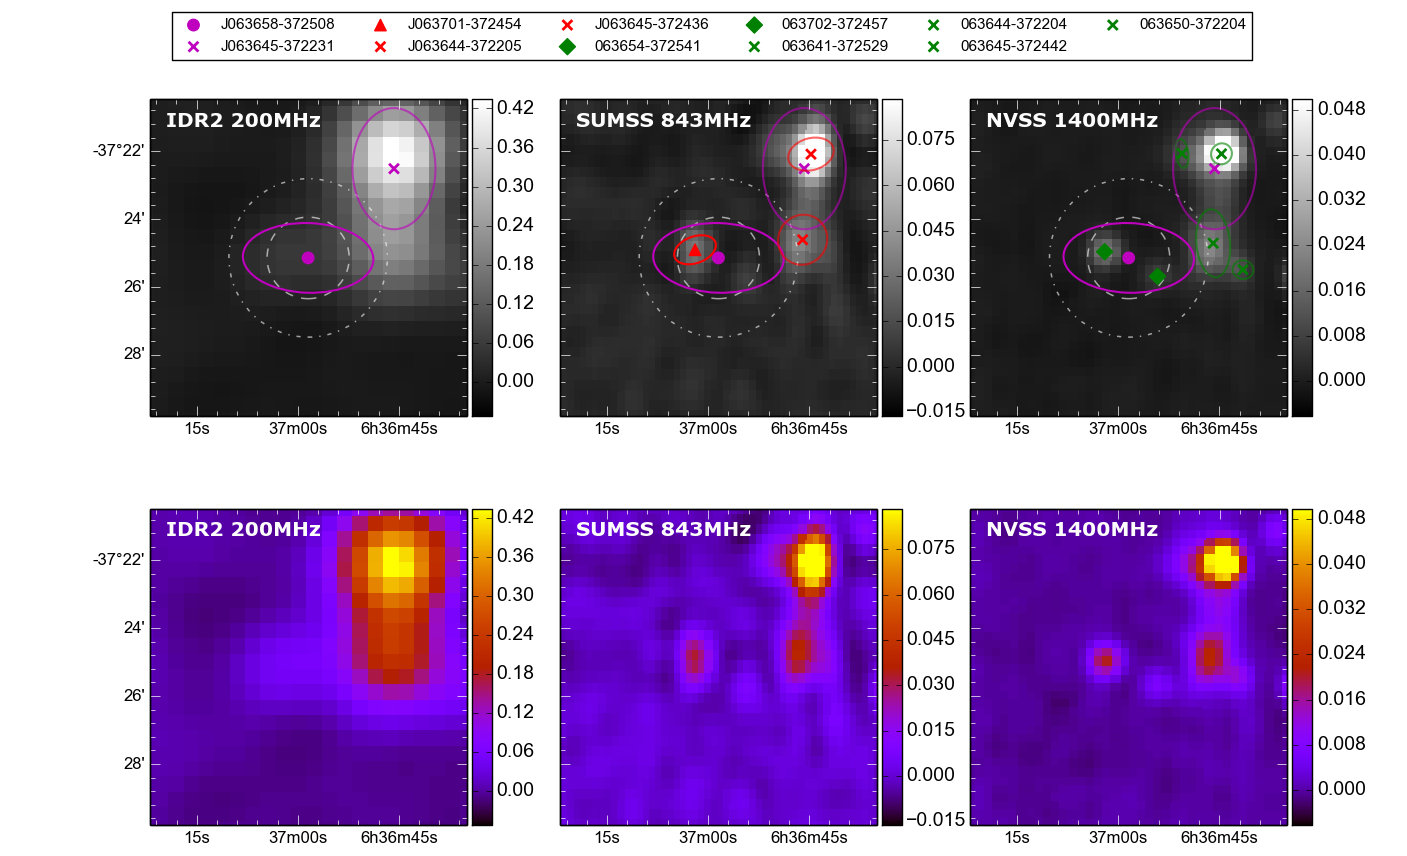 J063658-372508 J063701-372454 J063645-372436 063702-372457 063644-372204 063650-372204
J063645-372231 J063644-372205 063654-372541 063641-372529 063645-372442
IDR2 200MHz SUMSS 843MHz NVSS 1400MHz
0.42 0.36 0.30 0.24 0.18 0.12 0.06 0.00
0.075 0.060 0.045 0.030 0.015 0.000 −0.015
0.048 0.040 0.032 0.024 0.016 0.008 0.000
-37°22' 24' 26' 28'
15s 37m00s 6h36m45s 15s 37m00s 6h36m45s 15s 37m00s 6h36m45s
IDR2 200MHz SUMSS 843MHz NVSS 1400MHz
0.42 0.36 0.30 0.24 0.18 0.12 0.06 0.00
0.075 0.060 0.045 0.030 0.015 0.000 −0.015
0.048 0.040 0.032 0.024 0.016 0.008 0.000
-37°22' 24' 26' 28'
15s 37m00s 6h36m45s 15s 37m00s 6h36m45s 15s 37m00s 6h36m45s